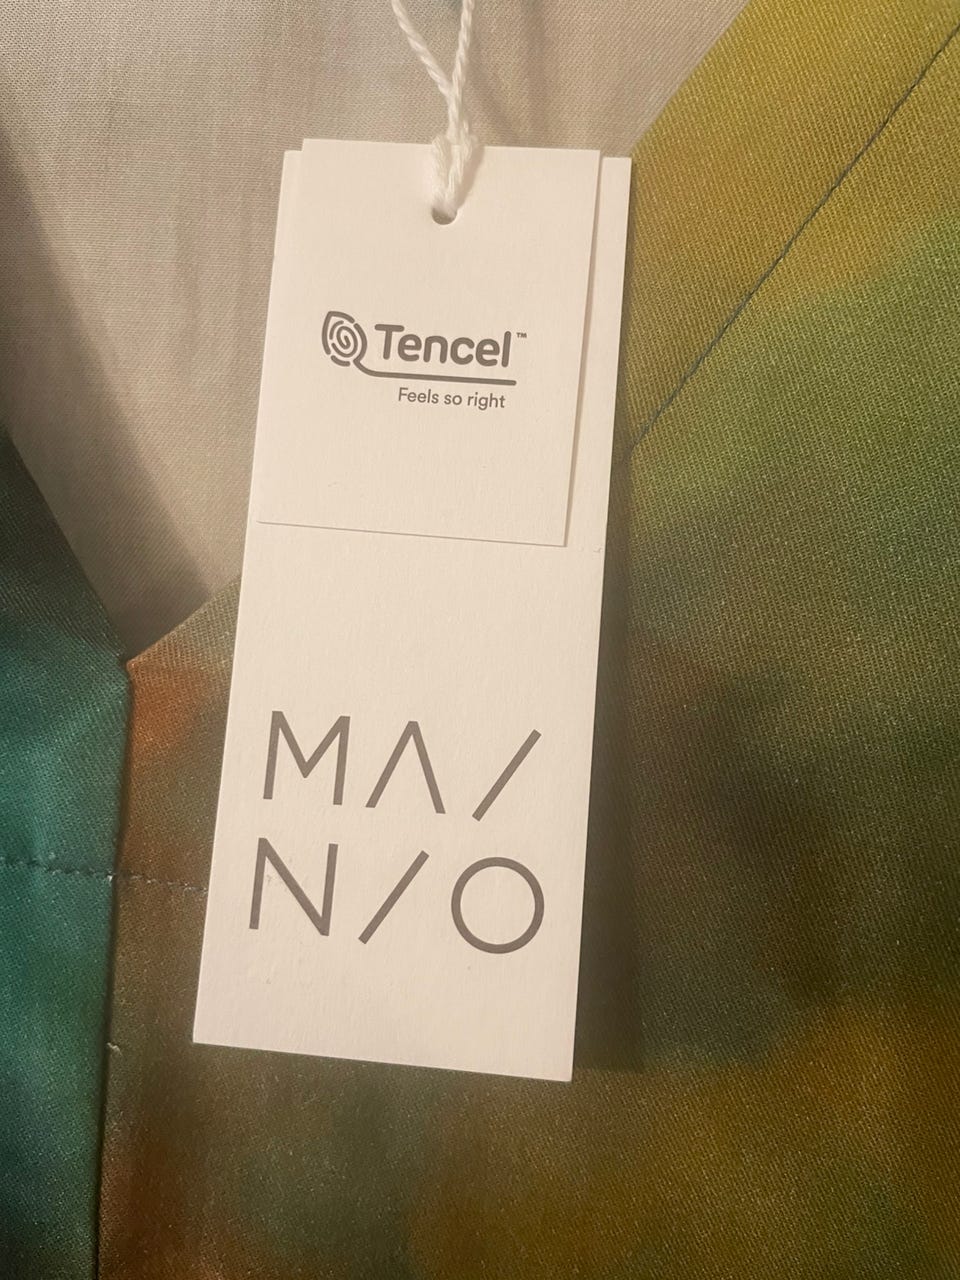 Tencel™
Feels so right
MA/
N/O